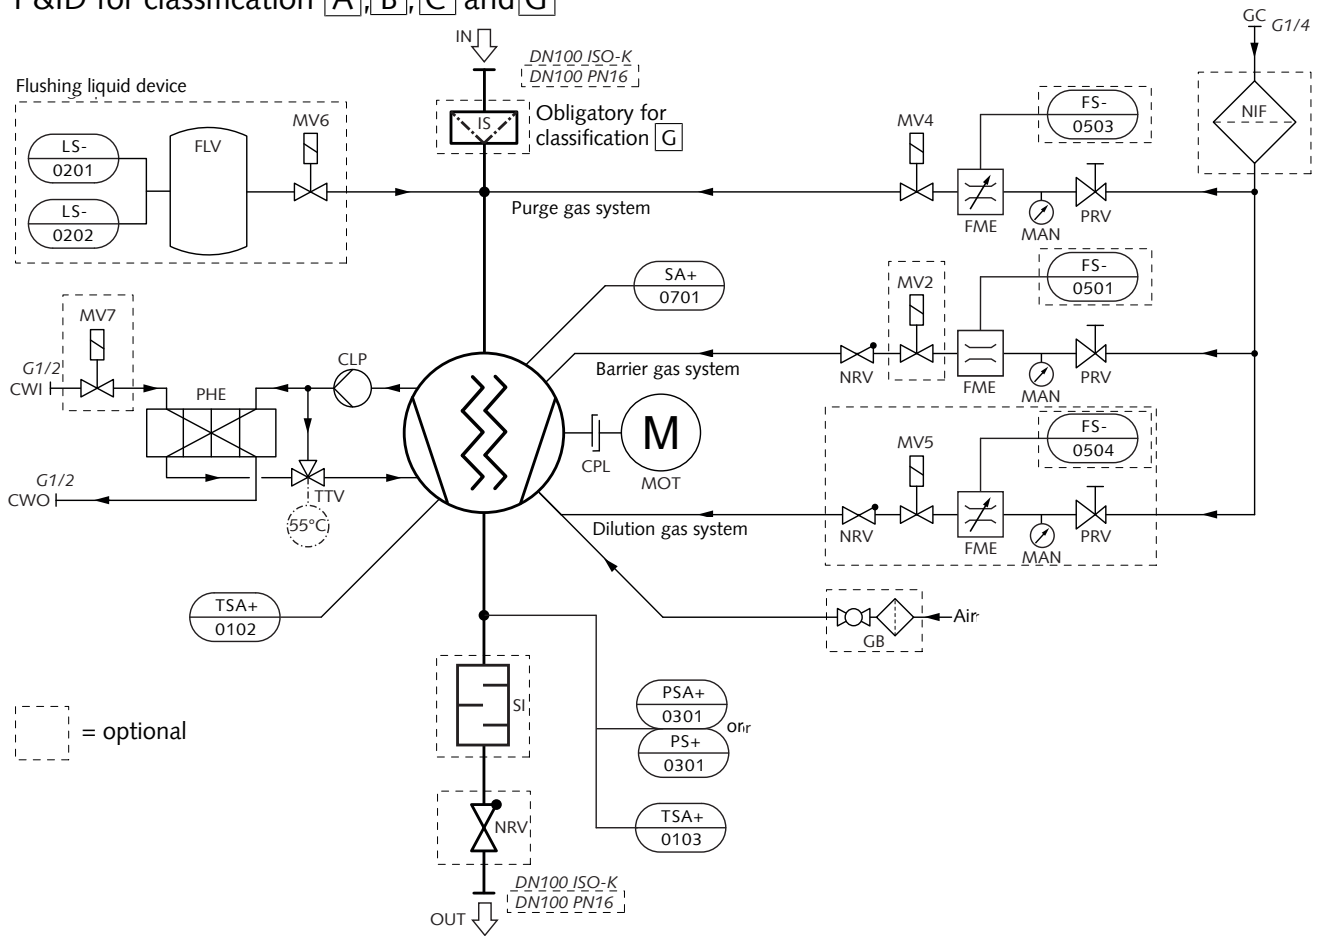 P&ID for classification A, B, C and G
IN
DN100 ISO-K
DN100 PN16
GC
G1/4
Flushing liquid device
LS-
0201
LS-
0202
FLV
MV6
IS
Obligatory for
classification G
MV4
FS-
0503
NIF
Purge gas system
FME
MAN
PRV
SA+
0701
MV2
FS-
0501
MV7
G1/2
CWI
PHE
CLP
Barrier gas system
NRV
FME
MAN
PRV
M
CPL
MOT
MV5
FS-
0504
G1/2
CWO
TTV
55°C
Dilution gas system
NRV
FME
MAN
PRV
TSA+
0102
GB
Air
SI
PSA+
0301
or
PS+
0301
= optional
TSA+
0103
NRV
DN100 ISO-K
DN100 PN16
OUT